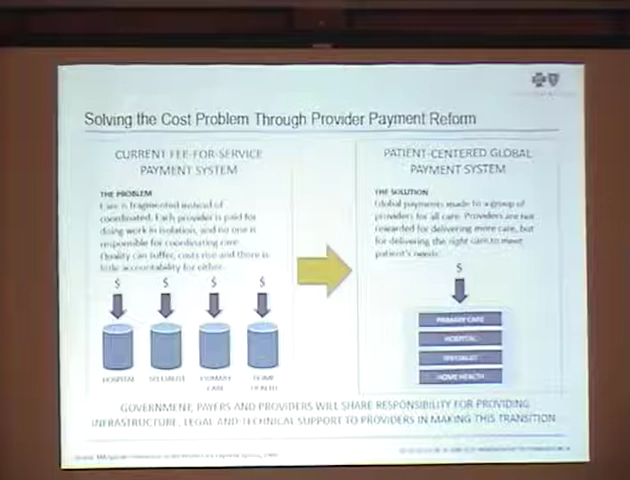 Solving the Cost Problem Through Provider Payment Reform
CURRENT FEE-FOR-SERVICE
PAYMENT SYSTEM
THE PROBLEM
Care is fragmented instead of
coordinated. Each provider is paid for
doing work in isolation, and no one is
responsible for coordinating care.
Quality can suffer, costs rise and there is
little accountability for either.
$ $ $ $
HOSPITAL SPECIALIST PRIMARY HOME
CARE HEALTH
PATIENT-CENTERED GLOBAL
PAYMENT SYSTEM
THE SOLUTION
Global payments made to a group of
providers for all care. Providers are not
rewarded for delivering more care, but
for delivering the right care to meet
patient's needs.
$
PRIMARY CARE
HOSPITAL
SPECIALIST
HOME HEALTH
GOVERNMENT, PAYERS AND PROVIDERS WILL SHARE RESPONSIBILITY FOR PROVIDING
INFRASTRUCTURE, LEGAL AND TECHNICAL SUPPORT TO PROVIDERS IN MAKING THIS TRANSITION